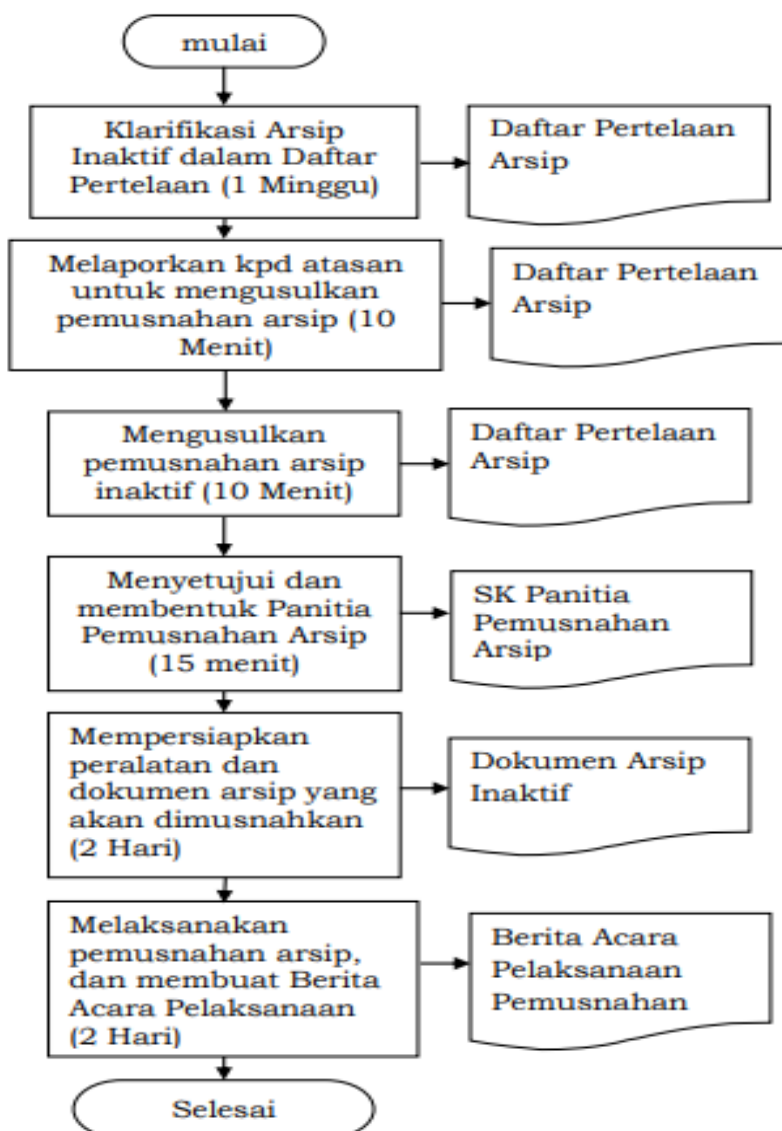 mulai
Klarifikasi Arsip
Inaktif dalam Daftar
Pertelaan (1 Minggu)
Daftar Pertelaan
Arsip
Melaporkan kpd atasan
untuk mengusulkan
pemusnahan arsip (10
Menit)
Daftar Pertelaan
Arsip
Mengusulkan
pemusnahan arsip
inaktif (10 Menit)
Daftar Pertelaan
Arsip
Menyetujui dan
membentuk Panitia
Pemusnahan Arsip
(15 menit)
SK Panitia
Pemusnahan
Arsip
Mempersiapkan
peralatan dan
dokumen arsip yang
akan dimusnahkan
(2 Hari)
Dokumen Arsip
Inaktif
Melaksanakan
pemusnahan arsip,
dan membuat Berita
Acara Pelaksanaan
(2 Hari)
Berita Acara
Pelaksanaan
Pemusnahan
Selesai